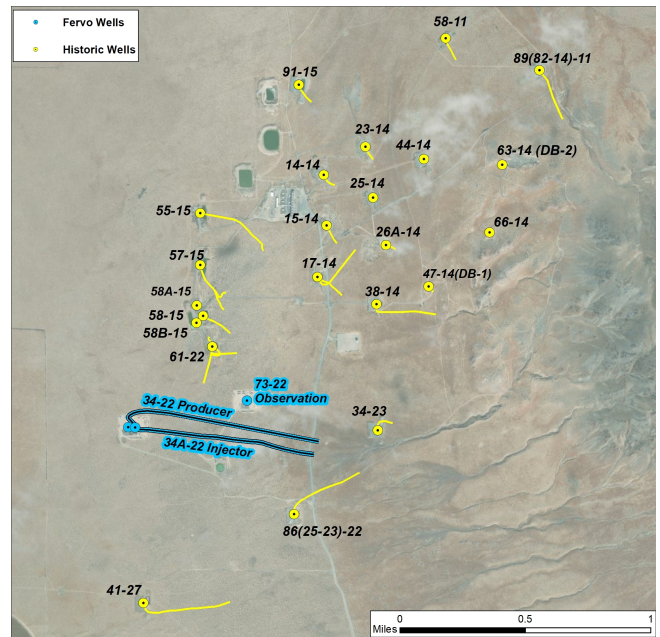 Fervo Wells
Historic Wells
58-11
89(82-14)-11
91-15
23-14
44-14
63-14 (DB-2)
14-14
25-14
55-15
15-14
66-14
26A-14
57-15
17-14
47-14(DB-1)
58A-15
38-14
58-15
58B-15
61-22
73-22
Observation
34-22 Producer
34-23
34A-22 Injector
86(25-23)-22
41-27
0 0.5 1
Miles